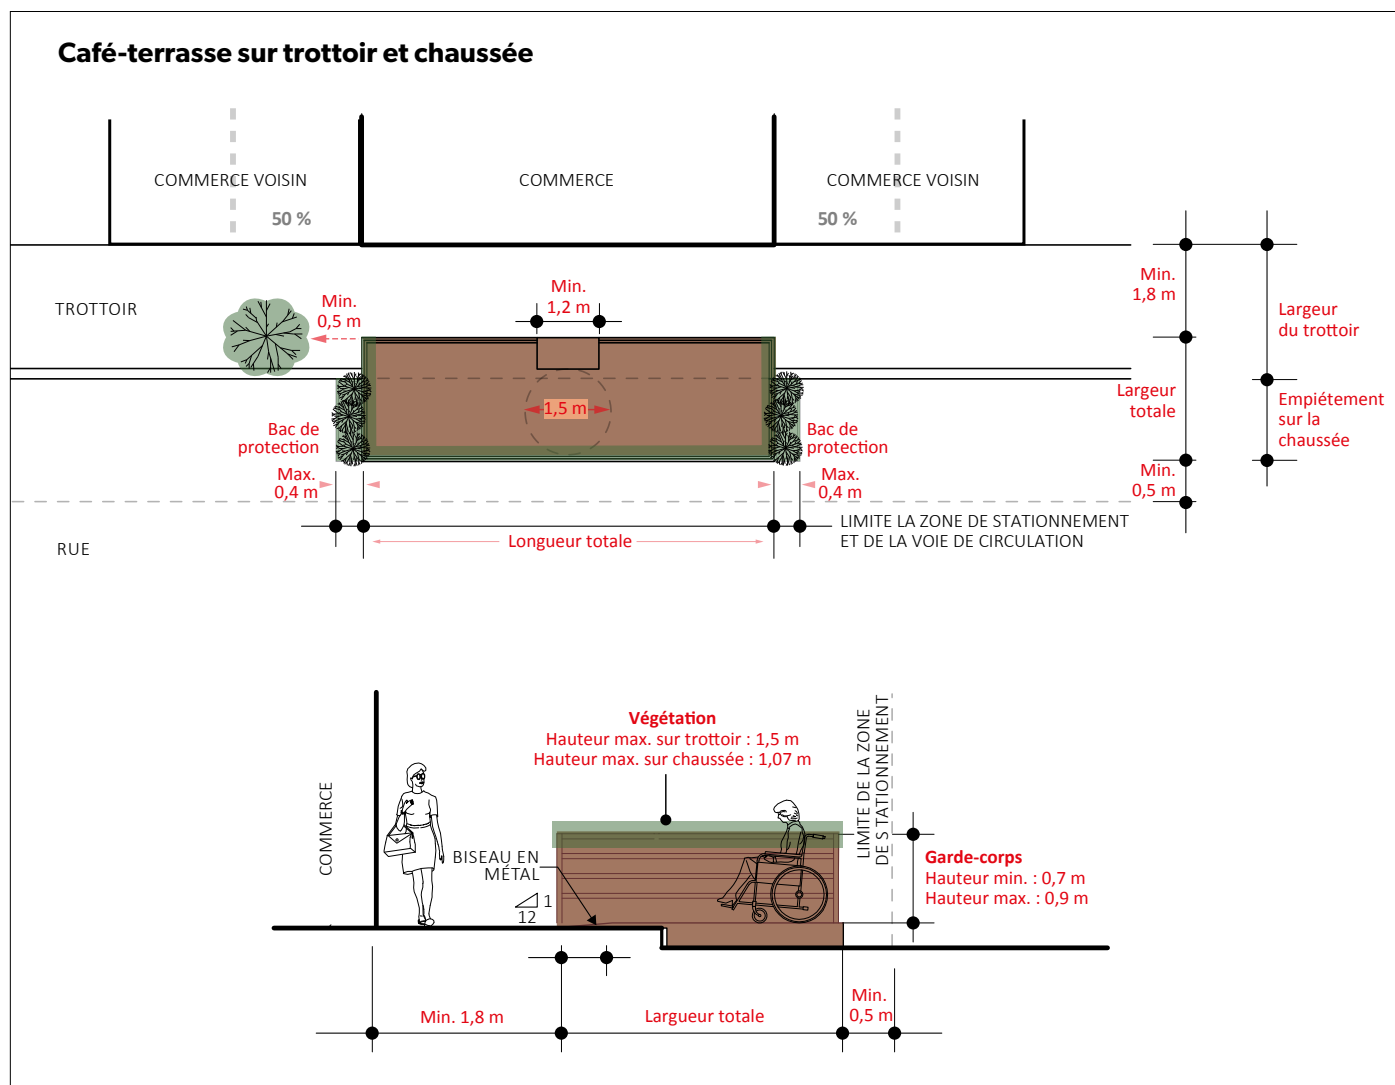 Café-terrasse sur trottoir et chaussée
COMMERCE VOISIN
50 %
COMMERCE
COMMERCE VOISIN
50 %
TROTTOIR
Min.
0,5 m
Min.
1,2 m
Min.
1,8 m
Largeur
du trottoir
1,5 m
Largeur
totale
Empiétement
sur la
chaussée
Bac de
protection
Bac de
protection
Max.
0,4 m
Max.
0,4 m
Min.
0,5 m
RUE
Longueur totale
LIMITE LA ZONE DE STATIONNEMENT
ET DE LA VOIE DE CIRCULATION
Végétation
Hauteur max. sur trottoir : 1,5 m
Hauteur max. sur chaussée : 1,07 m
COMMERCE
LIMITE DE LA ZONE
DE STATIONNEMENT
BISEAU EN
MÉTAL
1
12
Garde-corps
Hauteur min. : 0,7 m
Hauteur max. : 0,9 m
Min. 1,8 m
Largueur totale
Min.
0,5 m